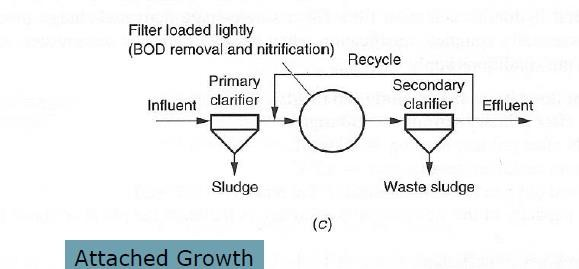 Filter loaded lightly
(BOD removal and nitrification)
Recycle
Primary
clarifier
Secondary
clarifier
Influent
Effluent
Sludge
Waste sludge
(c)
Attached Growth